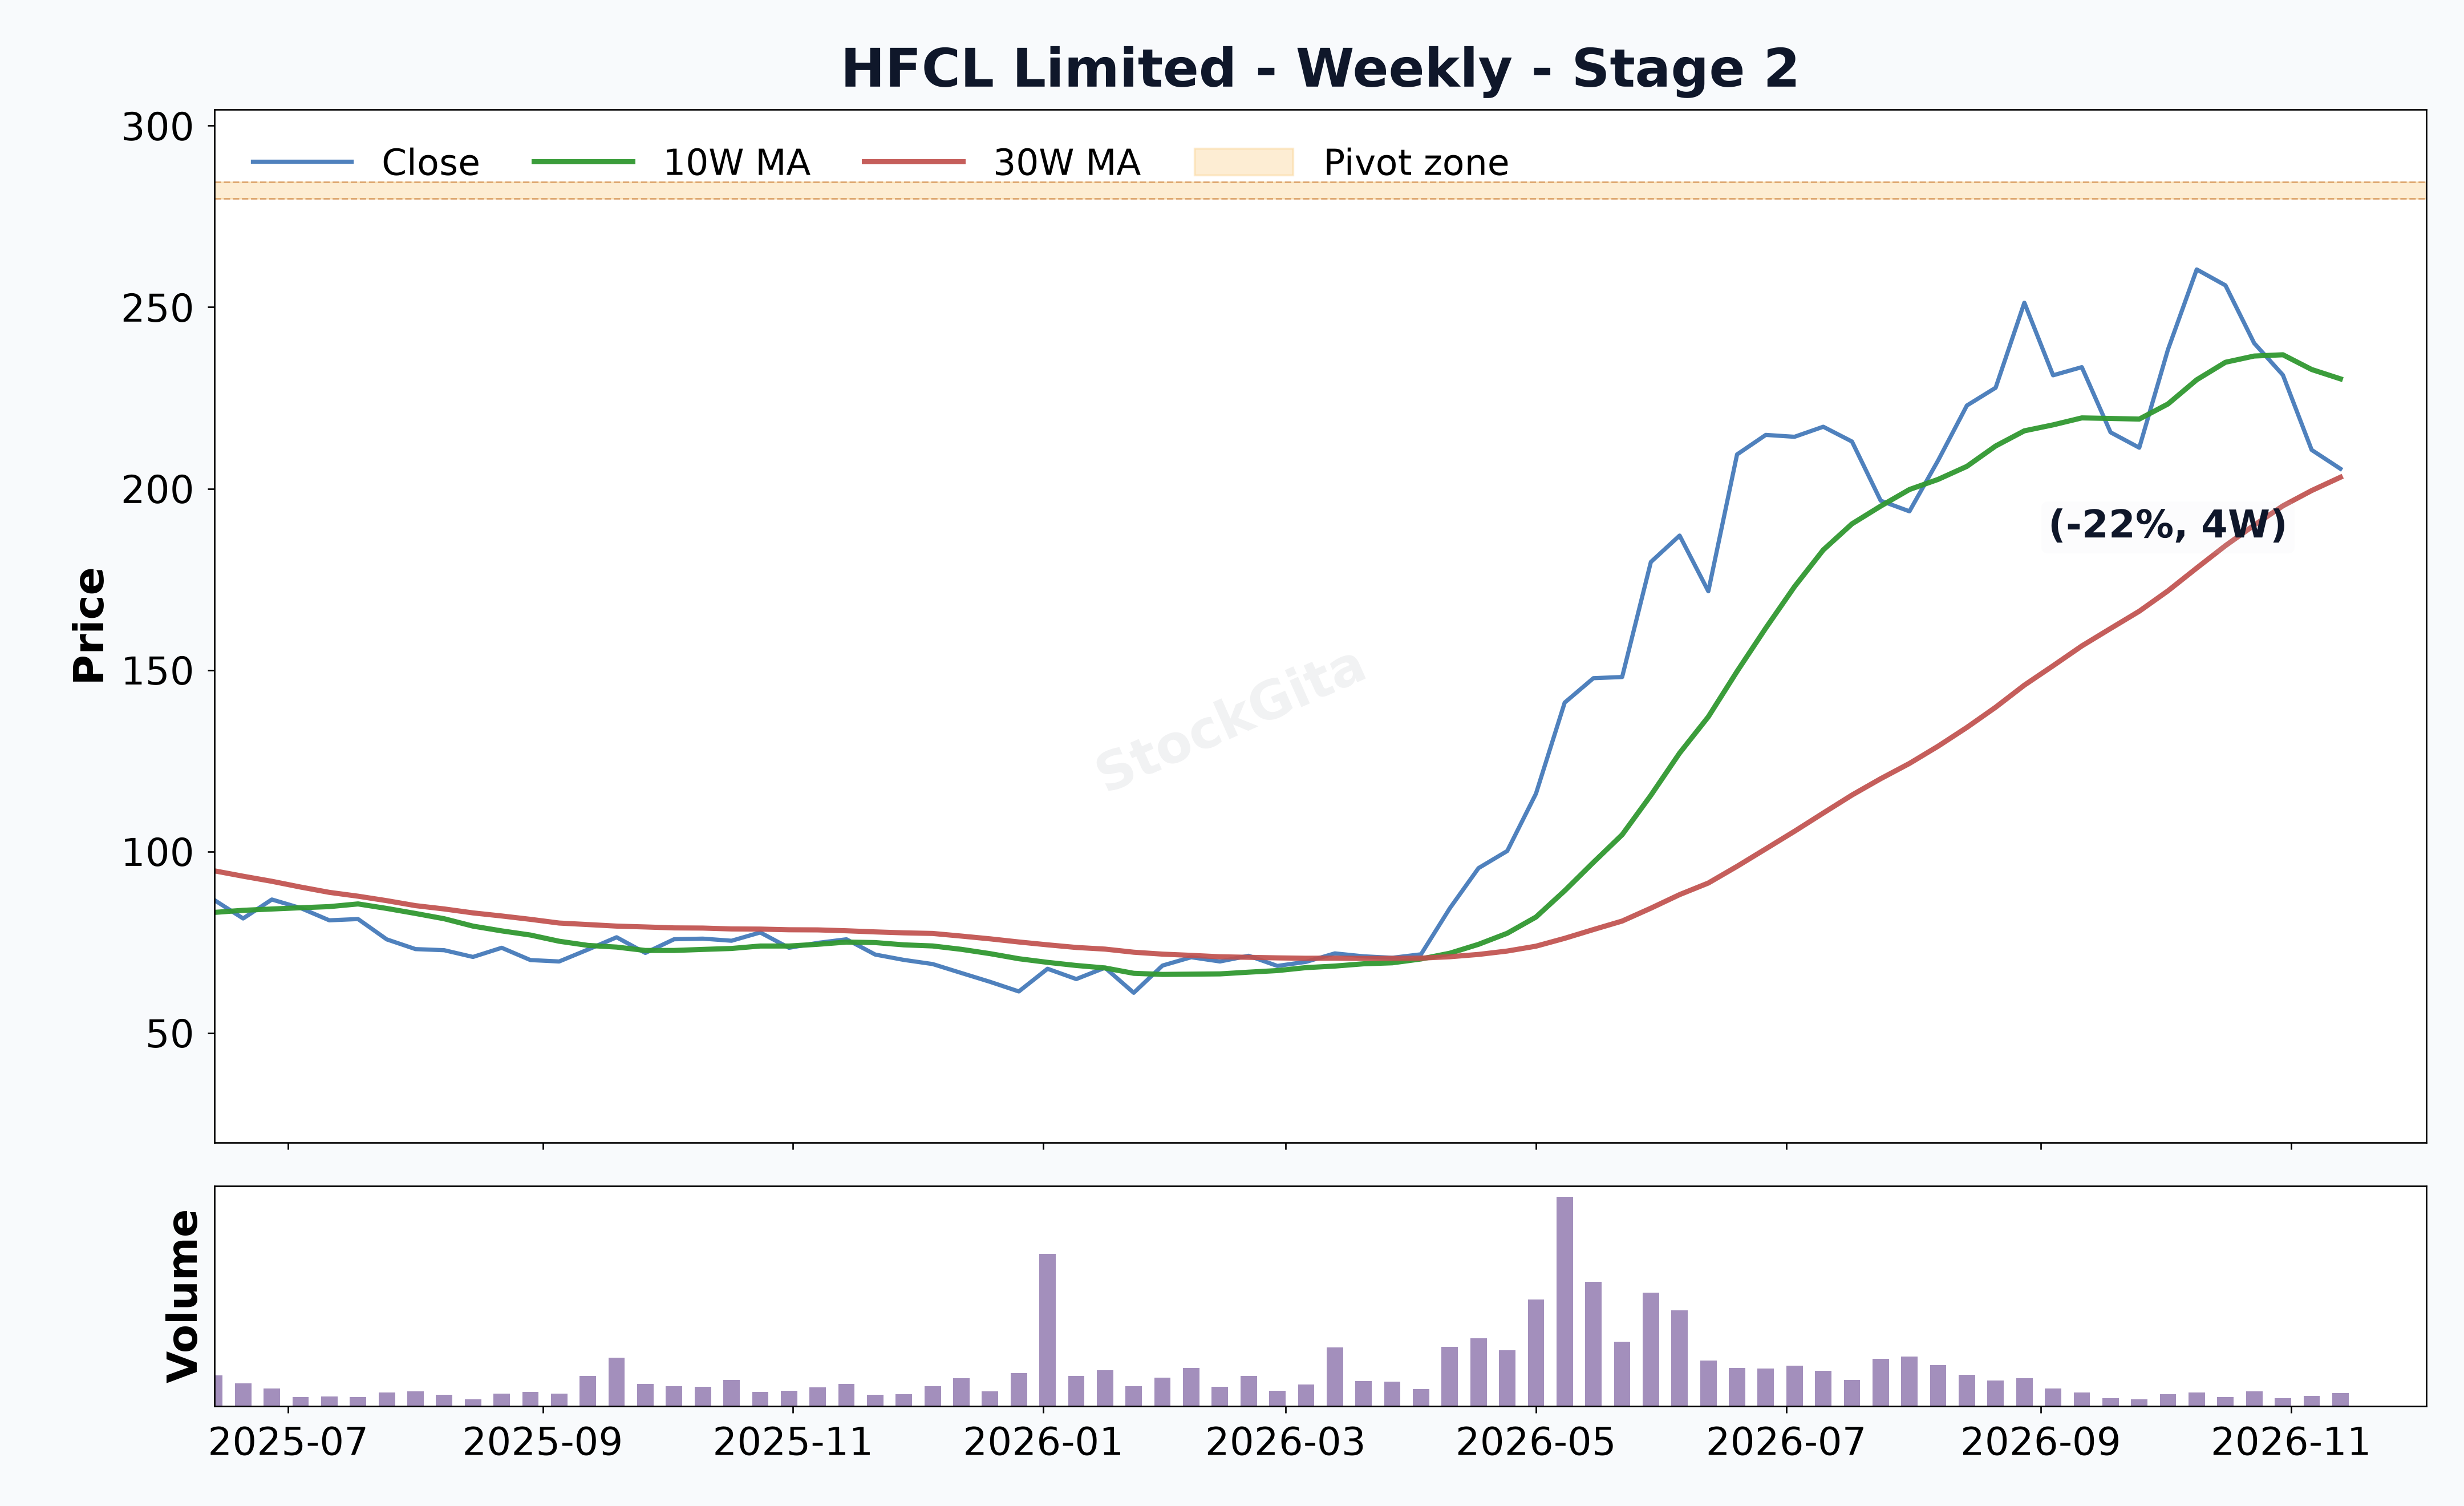 HFCL Limited - Weekly - Stage 2
300
Close
10W MA
30W MA
Pivot zone
250
200
(-22%, 4W)
150
100
50
Price
StockGita
Volume
2025-07
2025-09
2025-11
2026-01
2026-03
2026-05
2026-07
2026-09
2026-11